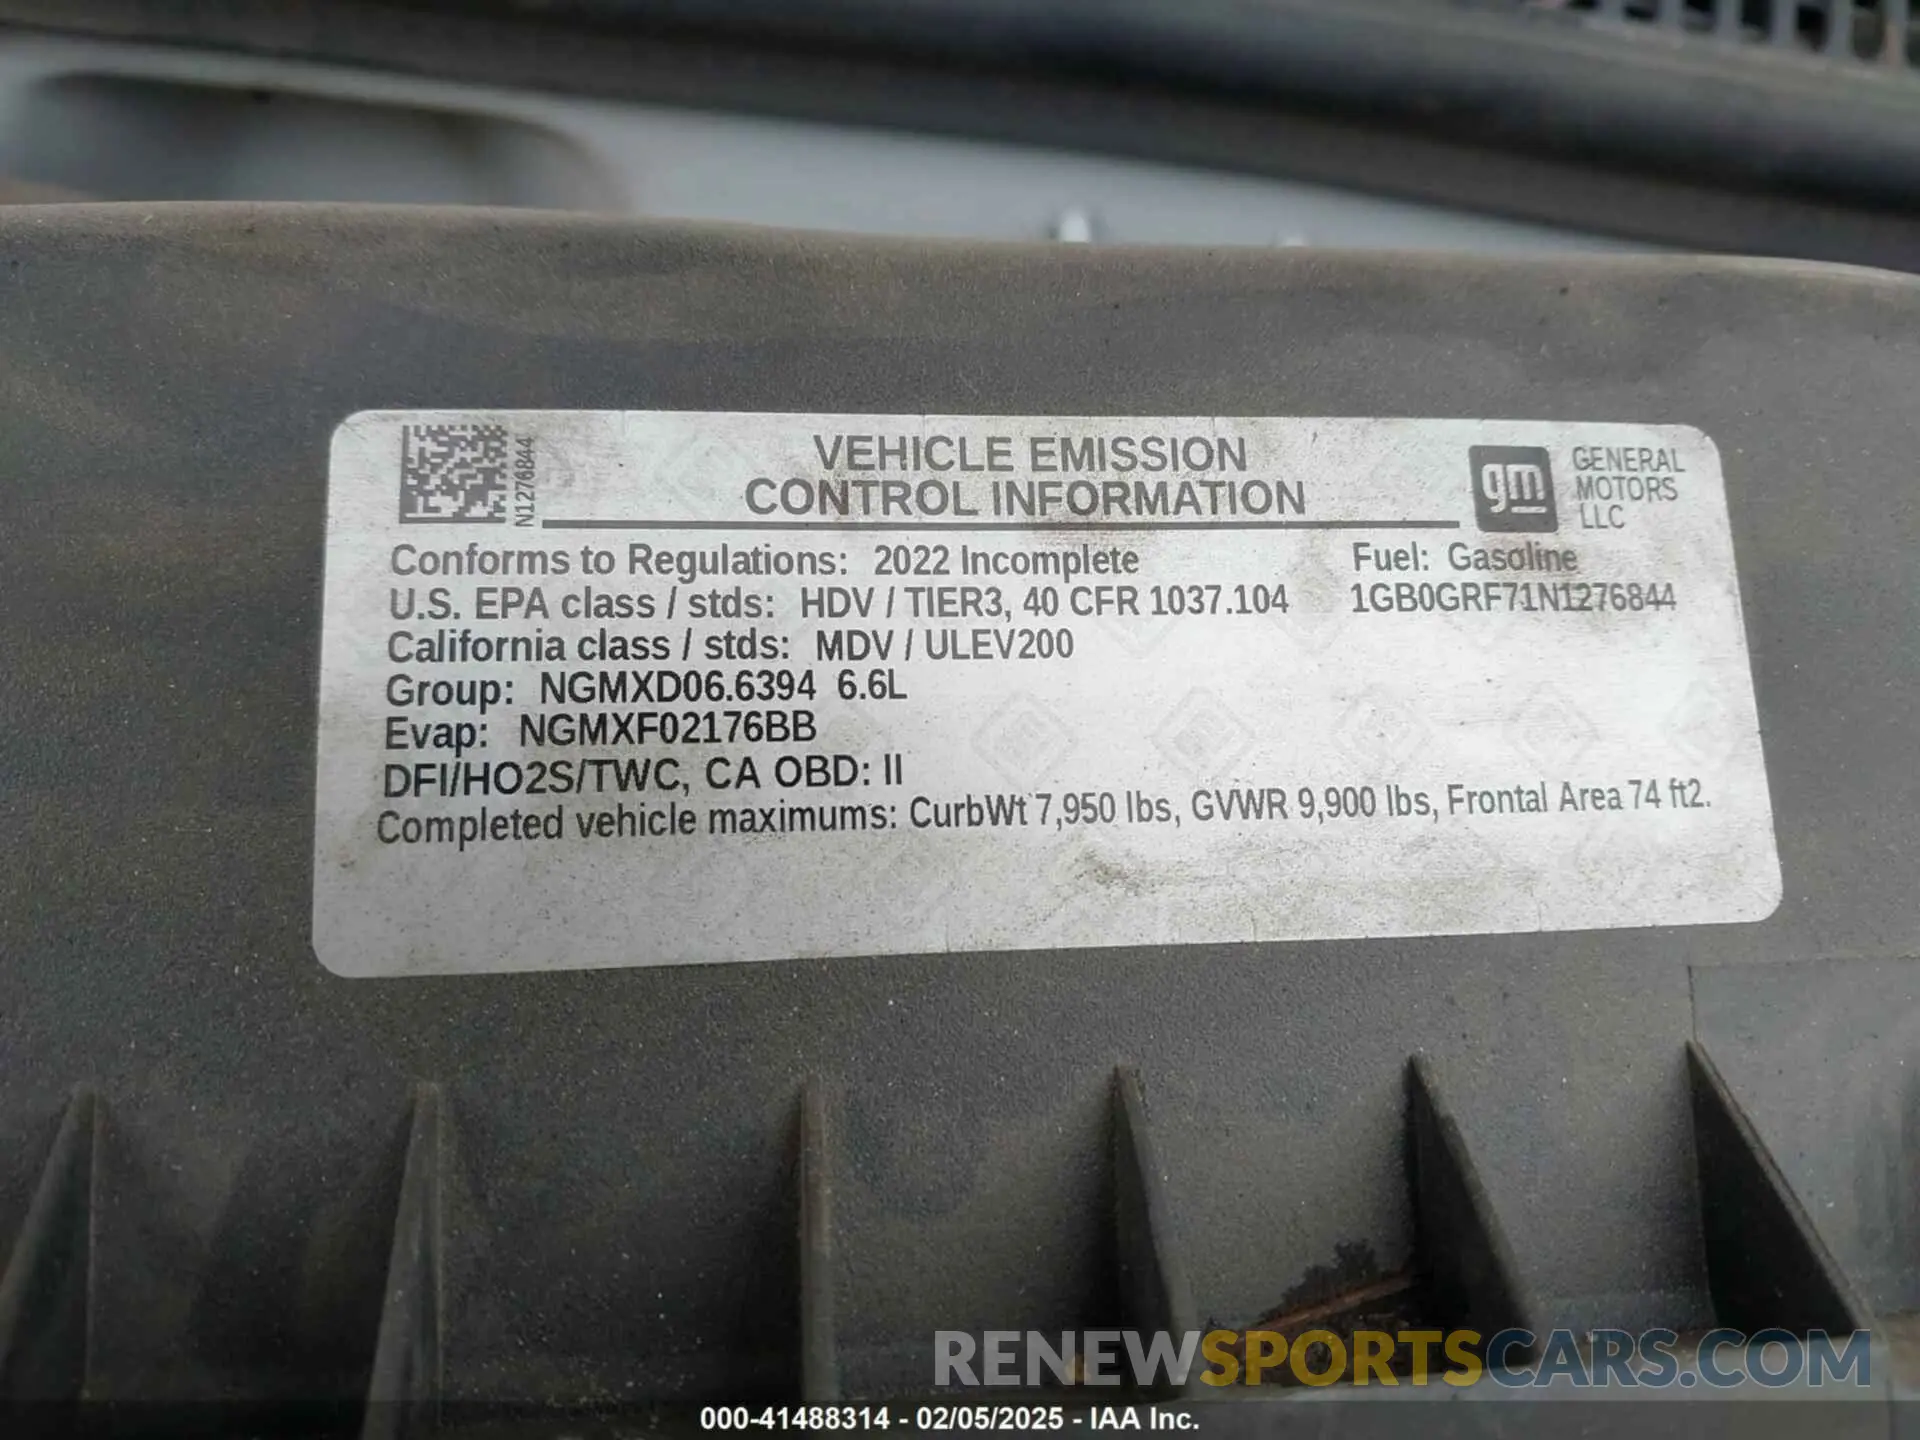 N1276844
VEHICLE EMISSION
CONTROL INFORMATION
gm
GENERAL
MOTORS
LLC
Conforms to Regulations: 2022 Incomplete
Fuel: Gasoline
U.S. EPA class / stds: HDV / TIER3, 40 CFR 1037.104
1GB0GRF71N1276844
California class / stds: MDV / ULEV200
Group: NGMXD06.6394 6.6L
Evap: NGMXF02176BB
DFI/HO2S/TWC, CA OBD: II
Completed vehicle maximums: CurbWt 7,950 lbs, GVWR 9,900 lbs, Frontal Area 74 ft2.
RENEWSPORTSCARS.COM
000-41488314 - 02/05/2025 - IAA Inc.